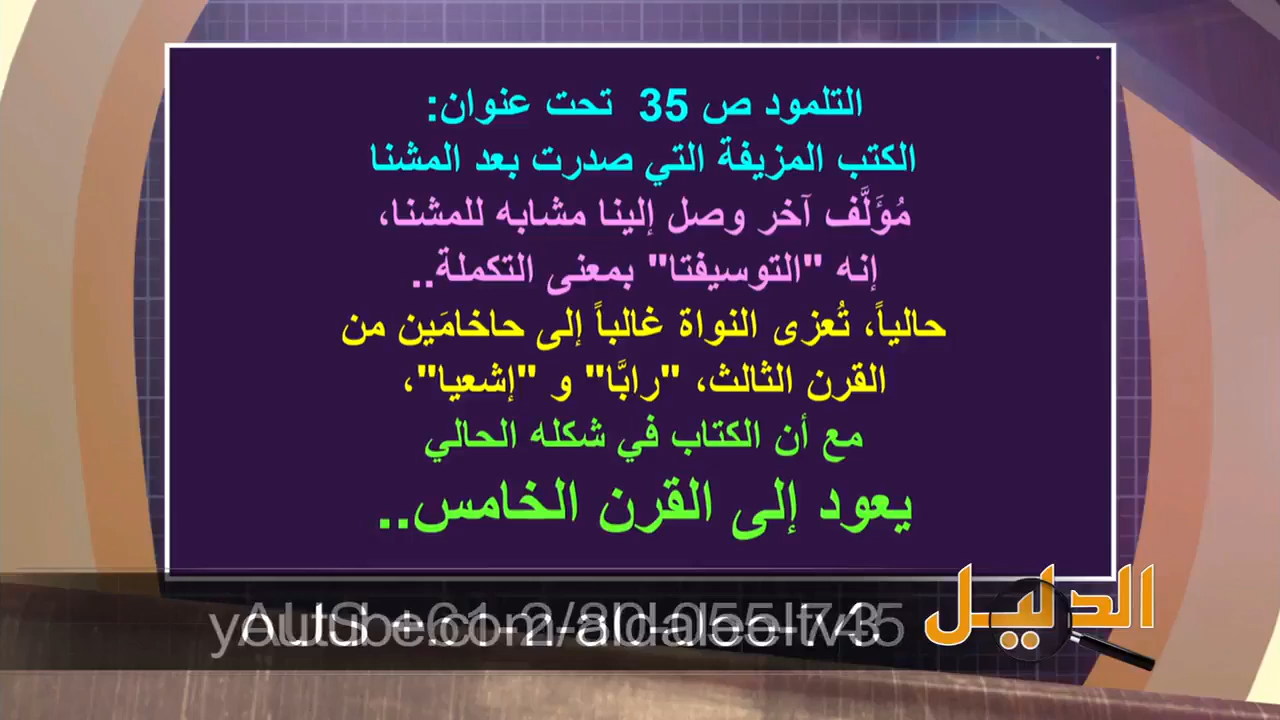 التلمود ص 35 تحت عنوان:
الكتب المزيفة التي صدرت بعد المشنا
مُؤَلَّف آخر وصل إلينا مشابه للمشنا،
إنه "التوسيفتا" بمعنى التكملة..
حالياً، تُعزى النواة غالباً إلى حاخامَين من
القرن الثالث، "رابَّا" و "إشعيا"،
مع أن الكتاب في شكله الحالي
يعود إلى القرن الخامس..
الدليل